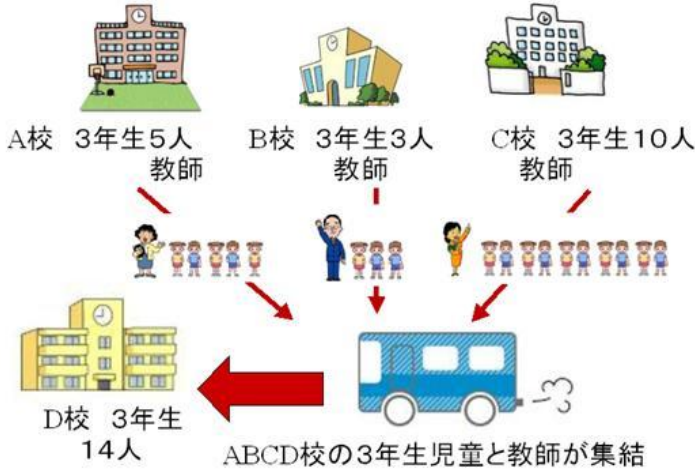 A校 3年生5人
教師
B校 3年生3人
教師
C校 3年生10人
教師
D校 3年生
14人
ABCD校の3年生児童と教師が集結